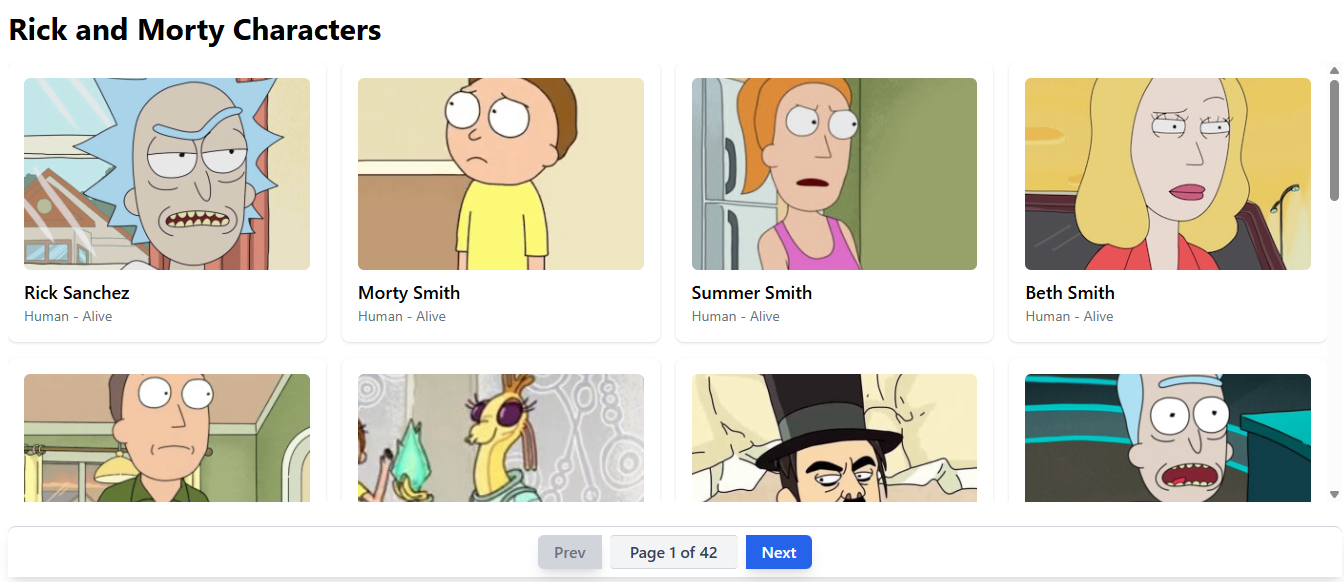 Rick and Morty Characters
Rick Sanchez
Human - Alive
Morty Smith
Human - Alive
Summer Smith
Human - Alive
Beth Smith
Human - Alive
Prev
Page 1 of 42
Next